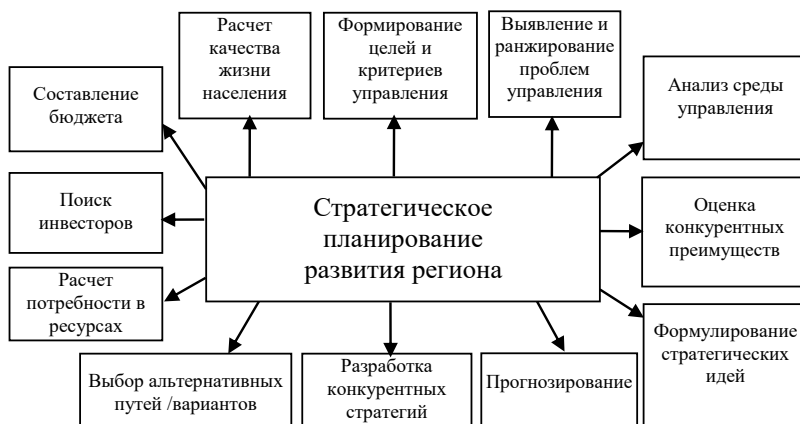 Расчет
качества
жизни
населения
Формирование
целей и
критериев
управления
Выявление и
ранжирование
проблем
управления
Составление
бюджета
Анализ среды
управления
Поиск
инвесторов
Стратегическое
планирование
развития региона
Оценка
конкурентных
преимуществ
Расчет
потребности в
ресурсах
Формулирование
стратегических
идей
Выбор альтернативных
путей /вариантов
Разработка
конкурентных
стратегий
Прогнозирование